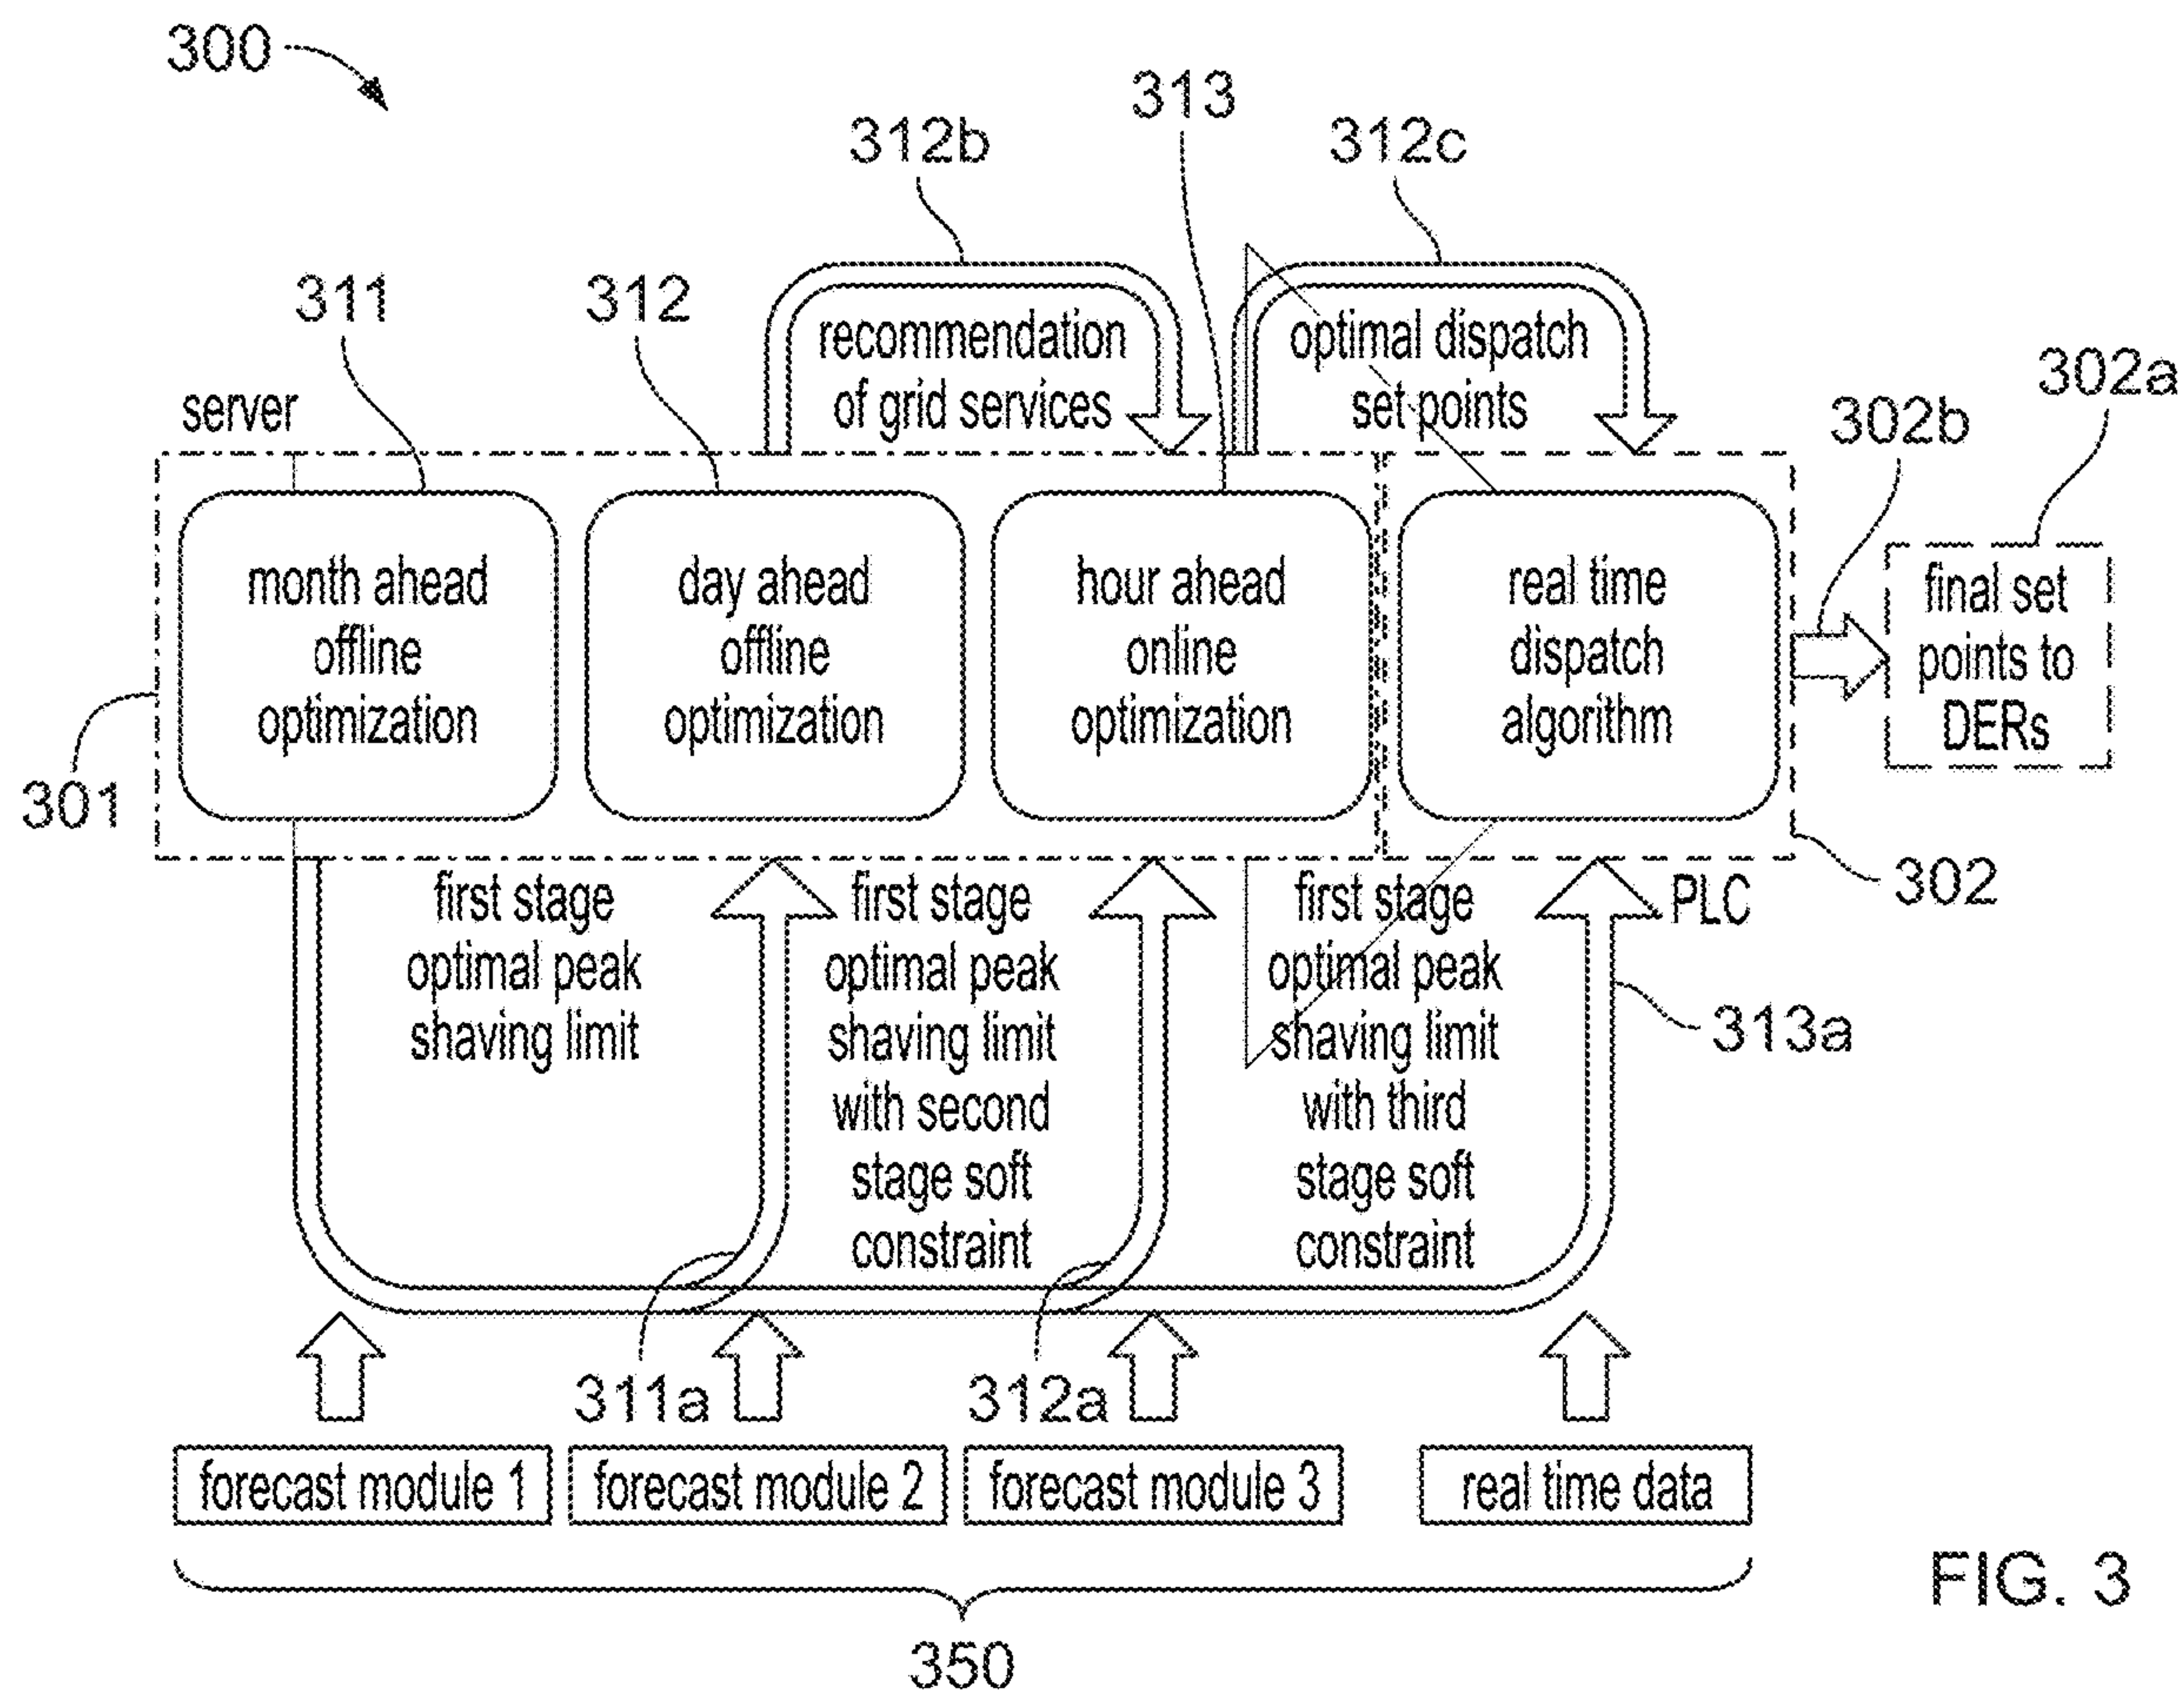 300
313
312b
312c
311
312
recommendation
of grid services
optimal dispatch
set points
302a
302b
server
month ahead
offline
optimization
day ahead
offline
optimization
hour ahead
online
optimization
real time
dispatch
algorithm
final set
points to
DERs
301
302
PLC
first stage
optimal peak
shaving limit
first stage
optimal peak
shaving limit
with second
stage soft
constraint
first stage
optimal peak
shaving limit
with third
stage soft
constraint
313a
311a
312a
forecast module 1
forecast module 2
forecast module 3
real time data
350
FIG. 3